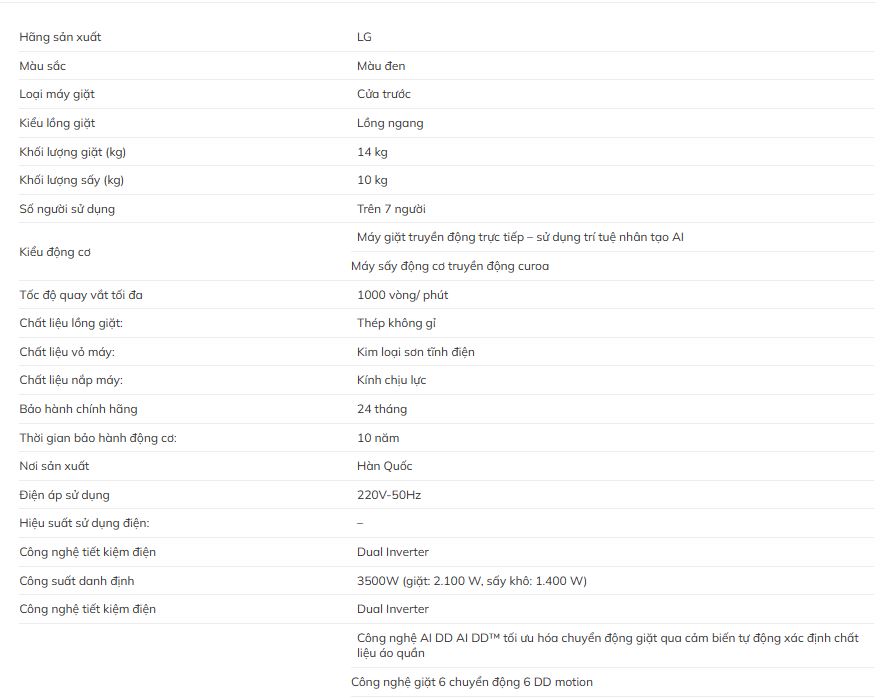 Hãng sản xuất LG
Màu sắc Màu đen
Loại máy giặt Cửa trước
Kiểu lồng giặt Lồng ngang
Khối lượng giặt (kg) 14 kg
Khối lượng sấy (kg) 10 kg
Số người sử dụng Trên 7 người
Kiểu động cơ Máy giặt truyền động trực tiếp – sử dụng trí tuệ nhân tạo AI
Máy sấy động cơ truyền động curoa
Tốc độ quay vắt tối đa 1000 vòng/ phút
Chất liệu lồng giặt: Thép không gỉ
Chất liệu vỏ máy: Kim loại sơn tĩnh điện
Chất liệu nắp máy: Kính chịu lực
Bảo hành chính hãng 24 tháng
Thời gian bảo hành động cơ: 10 năm
Nơi sản xuất Hàn Quốc
Điện áp sử dụng 220V-50Hz
Hiệu suất sử dụng điện: –
Công nghệ tiết kiệm điện Dual Inverter
Công suất danh định 3500W (giặt: 2.100 W, sấy khô: 1.400 W)
Công nghệ tiết kiệm điện Dual Inverter
Công nghệ AI DD AI DD™ tối ưu hóa chuyển động giặt qua cảm biến tự động xác định chất
liệu áo quần
Công nghệ giặt 6 chuyển động 6 DD motion